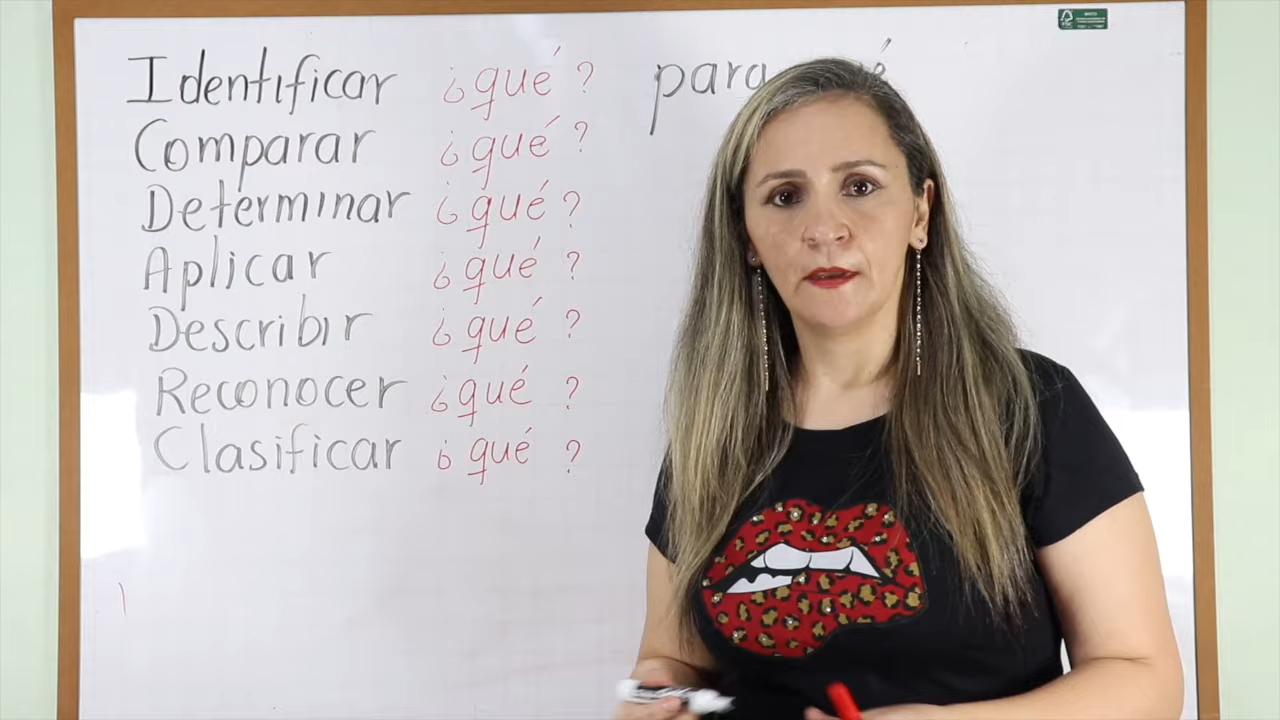 Identificar ¿qué? para
Comparar ¿qué?
Determinar ¿qué?
Aplicar ¿qué?
Describir ¿qué?
Reconocer ¿qué?
Clasificar ¿qué?